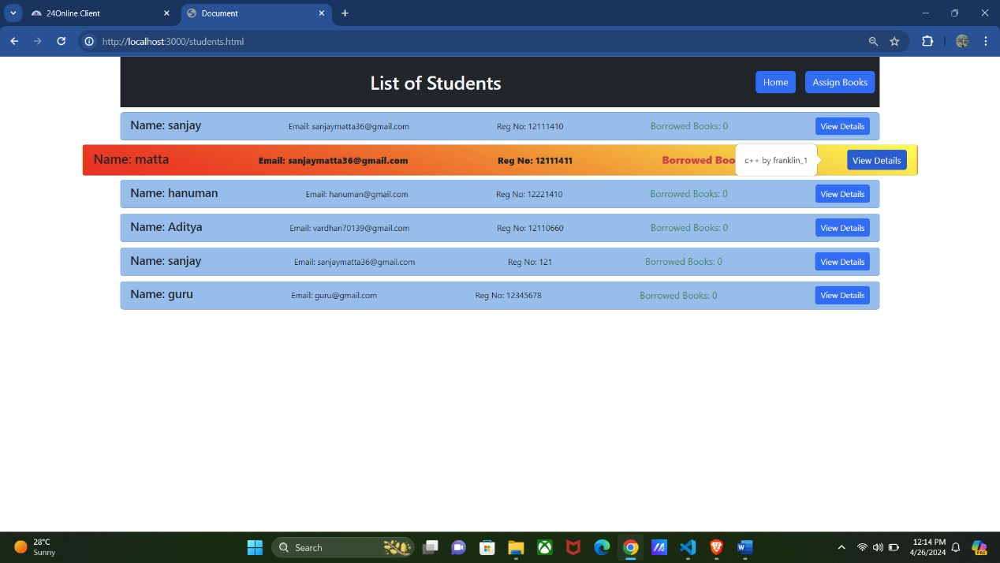 24Online Client
Document
http://localhost:3000/students.html
List of Students
Home
Assign Books
Name: sanjay Email: sanjaymatta36@gmail.com Reg No: 12111410 Borrowed Books: 0 View Details
Name: matta Email: sanjaymatta36@gmail.com Reg No: 12111411 Borrowed Boo c++ by franklin_1 View Details
Name: hanuman Email: hanuman@gmail.com Reg No: 12221410 Borrowed Books: 0 View Details
Name: Aditya Email: vardhan70139@gmail.com Reg No: 12110660 Borrowed Books: 0 View Details
Name: sanjay Email: sanjaymatta36@gmail.com Reg No: 121 Borrowed Books: 0 View Details
Name: guru Email: guru@gmail.com Reg No: 12345678 Borrowed Books: 0 View Details
28°C
Sunny
Search
12:14 PM
4/26/2024
PRE